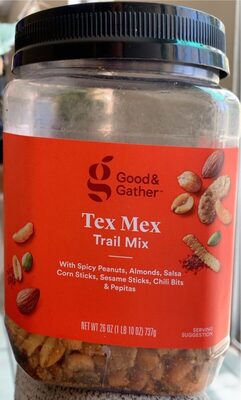 Good &
Gather™
Tex Mex
Trail Mix
With Spicy Peanuts, Almonds, Salsa
Corn Sticks, Sesame Sticks, Chili Bits
& Pepitas
NET WT 26 OZ (1 LB 10 OZ) 737g
SERVING
SUGGESTION